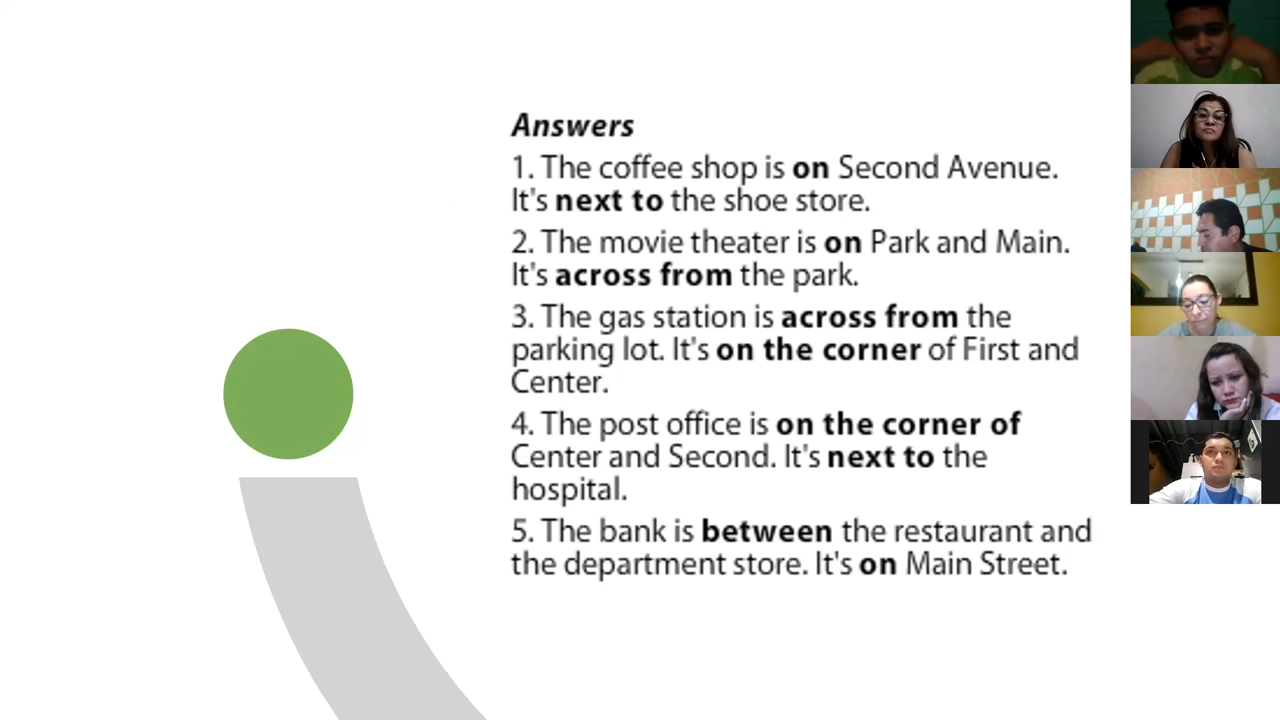 Answers
1. The coffee shop is on Second Avenue.
It's next to the shoe store.
2. The movie theater is on Park and Main.
It's across from the park.
3. The gas station is across from the
parking lot. It's on the corner of First and
Center.
4. The post office is on the corner of
Center and Second. It's next to the
hospital.
5. The bank is between the restaurant and
the department store. It's on Main Street.